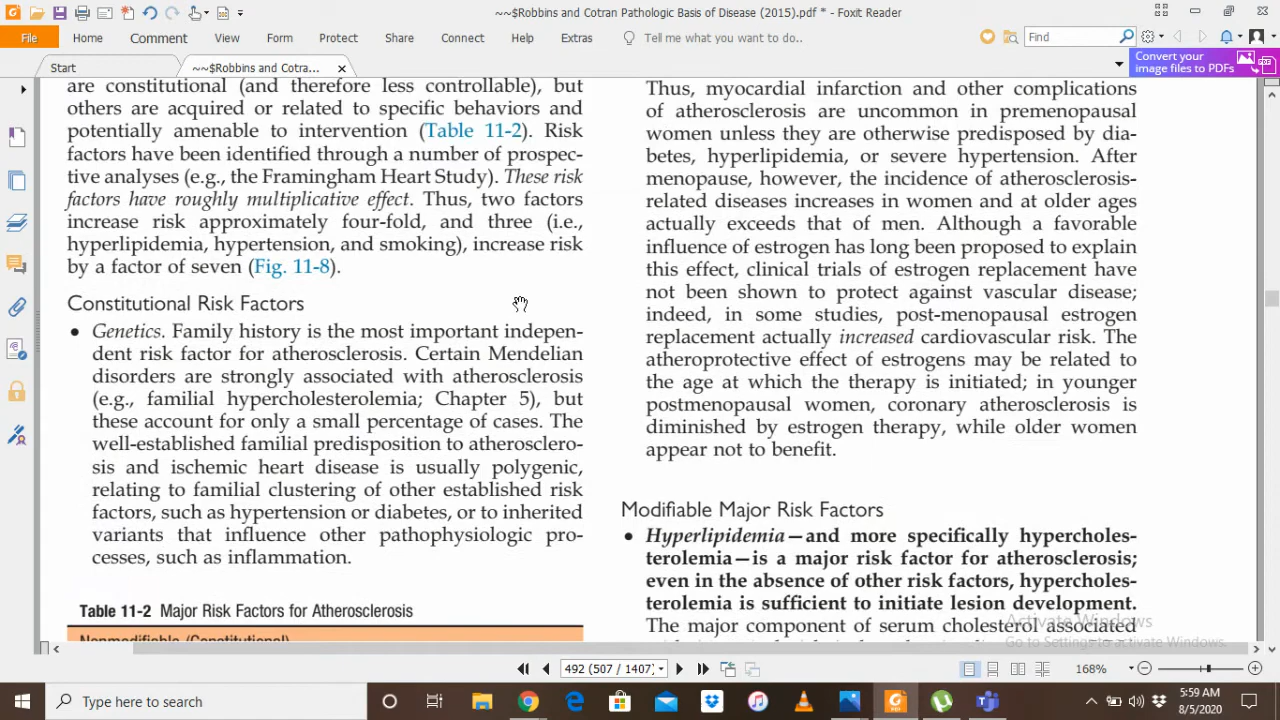 ~~$Robbins and Cotran Pathologic Basis of Disease (2015).pdf * - Foxit Reader
File Home Comment View Form Protect Share Connect Help Extras Tell me what you want to do.. Find
Start ~~$Robbins and Cotra...
Convert your
image files to PDFs
are constitutional (and therefore less controllable), but
others are acquired or related to specific behaviors and
potentially amenable to intervention (Table 11-2). Risk
factors have been identified through a number of prospec-
tive analyses (e.g., the Framingham Heart Study). These risk
factors have roughly multiplicative effect. Thus, two factors
increase risk approximately four-fold, and three (i.e.,
hyperlipidemia, hypertension, and smoking), increase risk
by a factor of seven (Fig. 11-8).
Constitutional Risk Factors
• Genetics. Family history is the most important indepen-
dent risk factor for atherosclerosis. Certain Mendelian
disorders are strongly associated with atherosclerosis
(e.g., familial hypercholesterolemia; Chapter 5), but
these account for only a small percentage of cases. The
well-established familial predisposition to atherosclero-
sis and ischemic heart disease is usually polygenic,
relating to familial clustering of other established risk
factors, such as hypertension or diabetes, or to inherited
variants that influence other pathophysiologic pro-
cesses, such as inflammation.
Table 11-2 Major Risk Factors for Atherosclerosis
Nonmodifiable (Constitutional)
Thus, myocardial infarction and other complications
of atherosclerosis are uncommon in premenopausal
women unless they are otherwise predisposed by dia-
betes, hyperlipidemia, or severe hypertension. After
menopause, however, the incidence of atherosclerosis-
related diseases increases in women and at older ages
actually exceeds that of men. Although a favorable
influence of estrogen has long been proposed to explain
this effect, clinical trials of estrogen replacement have
not been shown to protect against vascular disease;
indeed, in some studies, post-menopausal estrogen
replacement actually increased cardiovascular risk. The
atheroprotective effect of estrogens may be related to
the age at which the therapy is initiated; in younger
postmenopausal women, coronary atherosclerosis is
diminished by estrogen therapy, while older women
appear not to benefit.
Modifiable Major Risk Factors
• Hyperlipidemia—and more specifically hypercholes-
terolemia—is a major risk factor for atherosclerosis;
even in the absence of other risk factors, hypercholes-
terolemia is sufficient to initiate lesion development.
The major component of serum cholesterol associated
Activate Windows
Go to Settings to activate Windows.
492 (507 / 1407) 168%
Type here to search
5:59 AM
8/5/2020